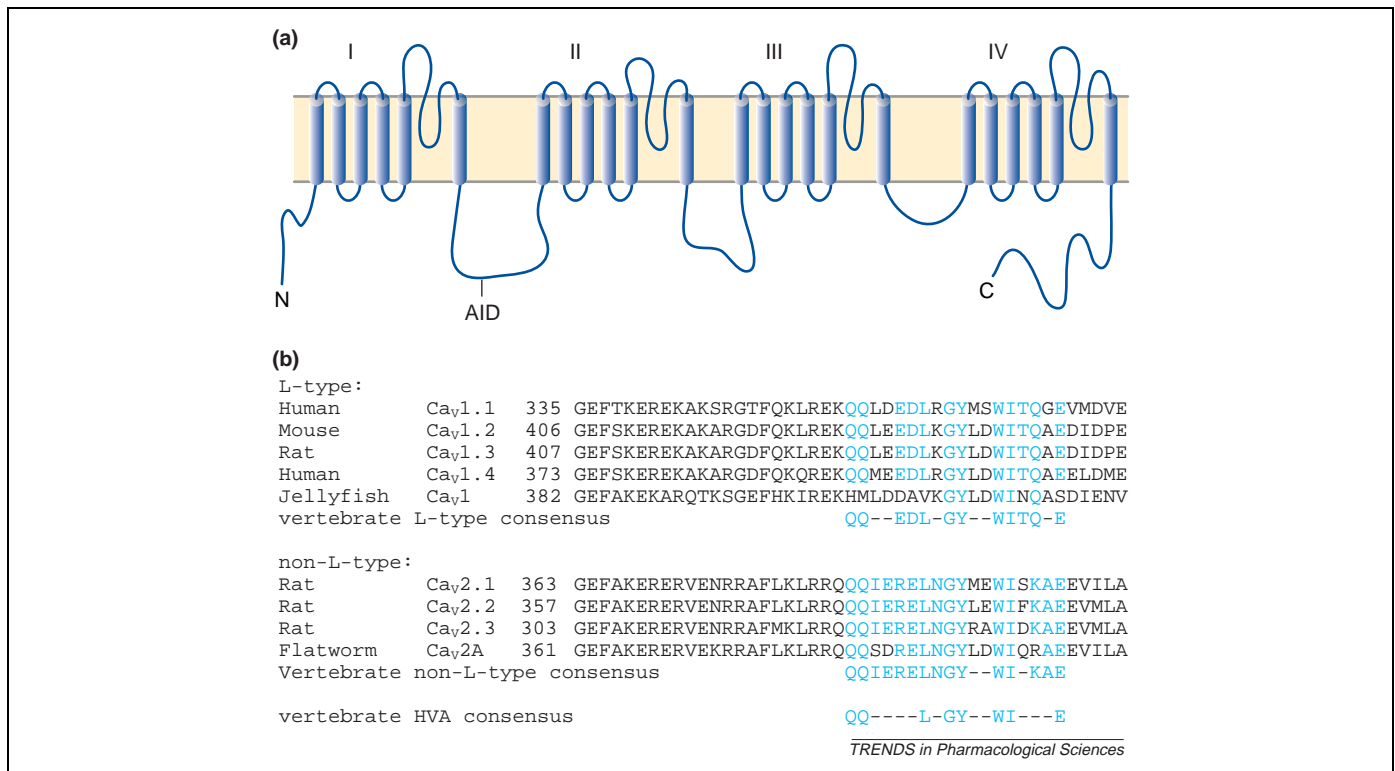 (a)
I II III IV
N
AID
C
(b)
L-type:
Human CaV1.1 335 GEFTKEREKAKSRGTFQKLREKQQLDEDLRGYMSWITQGEVMDVE
Mouse CaV1.2 406 GEFSKEREKAKARGDFQKLREKQQLEEDLKGYLDWITQAEDIDPE
Rat CaV1.3 407 GEFSKEREKAKARGDFQKLREKQQLEEDLKGYLDWITQAEDIDPE
Human CaV1.4 373 GEFSKEREKAKARGDFQKQREKQQMEEDLRGYLDWITQAEELDME
Jellyfish CaV1 382 GEFAKEKARQTKSGEFHKIREKHMLDDAVKGYLDWINQASDIENV
vertebrate L-type consensus QQ--EDL-GY--WITQ-E
non-L-type:
Rat CaV2.1 363 GEFAKERERVENRRAFLKLRRQQQIERELNGYMEWISKAEEVILA
Rat CaV2.2 357 GEFAKERERVENRRAFLKLRRQQQIERELNGYLEWIFKAEEVMLA
Rat CaV2.3 303 GEFAKERERVENRRAFMKLRRQQQIERELNGYRAWIDKAEEVMLA
Flatworm CaV2A 361 GEFAKERERVEKRRAFLKLRRQQQSDRELNGYLDWIQRAEEVILA
Vertebrate non-L-type consensus QQIERELNGY--WI-KAE
vertebrate HVA consensus QQ----L-GY--WI---E
TRENDS in Pharmacological Sciences